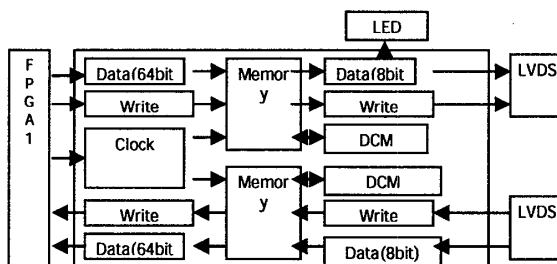 LED
F
P
G
A
1
Data(64bit
Memor
y
Data(8bit
LVDS
Write
Write
Clock
DCM
Memor
y
DCM
Write
Write
LVDS
Data(64bit
Data(8bit)